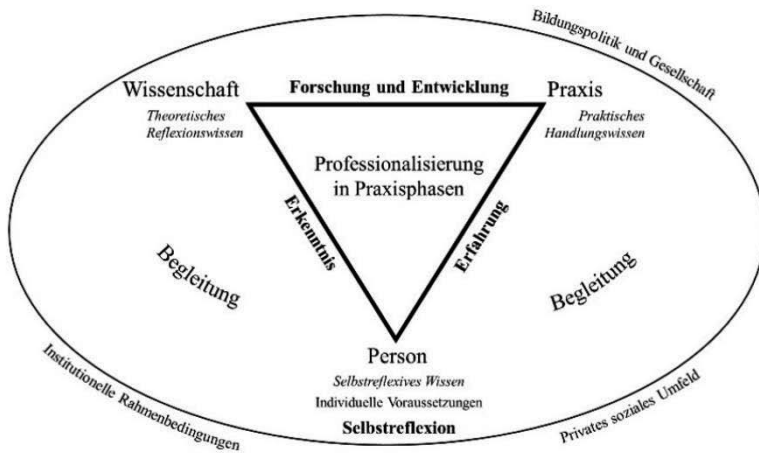 Bildungspolitik und Gesellschaft
Wissenschaft
Forschung und Entwicklung
Praxis
Theoretisches
Reflexionswissen
Praktisches
Handlungswissen
Professionalisierung
in Praxisphasen
Erkenntnis
Erfahrung
Begleitung
Begleitung
Person
Selbstreflexives Wissen
Individuelle Voraussetzungen
Selbstreflexion
Institutionelle Rahmenbedingungen
Privates soziales Umfeld